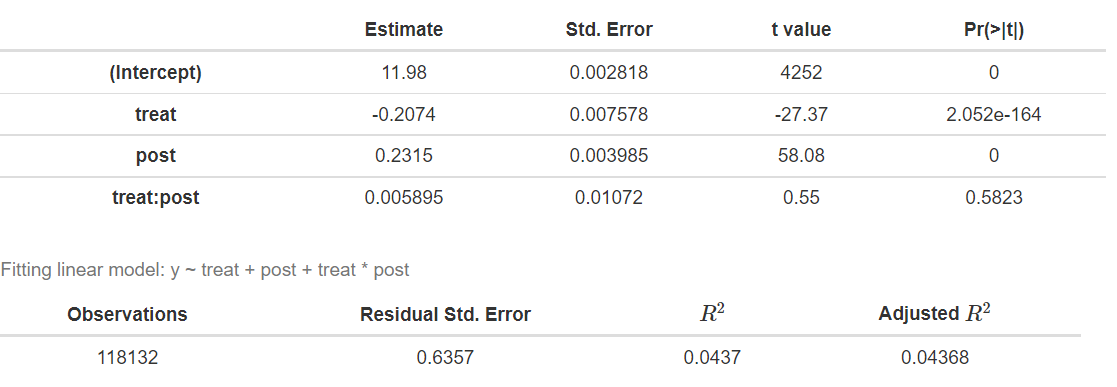 Estimate Std. Error t value Pr(>|t|)
(Intercept) 11.98 0.002818 4252 0
treat -0.2074 0.007578 -27.37 2.052e-164
post 0.2315 0.003985 58.08 0
treat:post 0.005895 0.01072 0.55 0.5823
Fitting linear model: y ~ treat + post + treat * post
Observations Residual Std. Error R² Adjusted R²
118132 0.6357 0.0437 0.04368